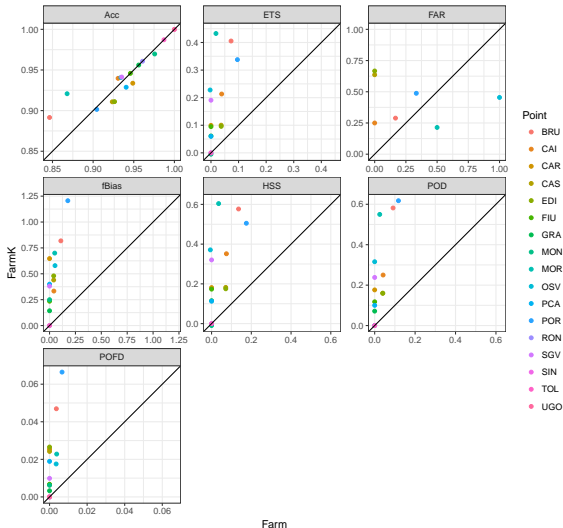 Acc
ETS
FAR
1.00
0.95
0.90
0.85
0.85
0.90
0.95
1.00
0.4
0.3
0.2
0.1
0.0
0.0
0.1
0.2
0.3
0.4
1.00
0.75
0.50
0.25
0.00
0.00
0.25
0.50
0.75
1.00
fBias
HSS
POD
1.25
1.00
0.75
0.50
0.25
0.00
0.00
0.25
0.50
0.75
1.00
1.25
0.6
0.4
0.2
0.0
0.0
0.2
0.4
0.6
0.6
0.4
0.2
0.0
0.0
0.2
0.4
0.6
POFD
0.06
0.04
0.02
0.00
0.00
0.02
0.04
0.06
FarmK
Farm
Point
BRU
CAI
CAR
CAS
EDI
FIU
GRA
MON
MOR
OSV
PCA
POR
RON
SGV
SIN
TOL
UGO